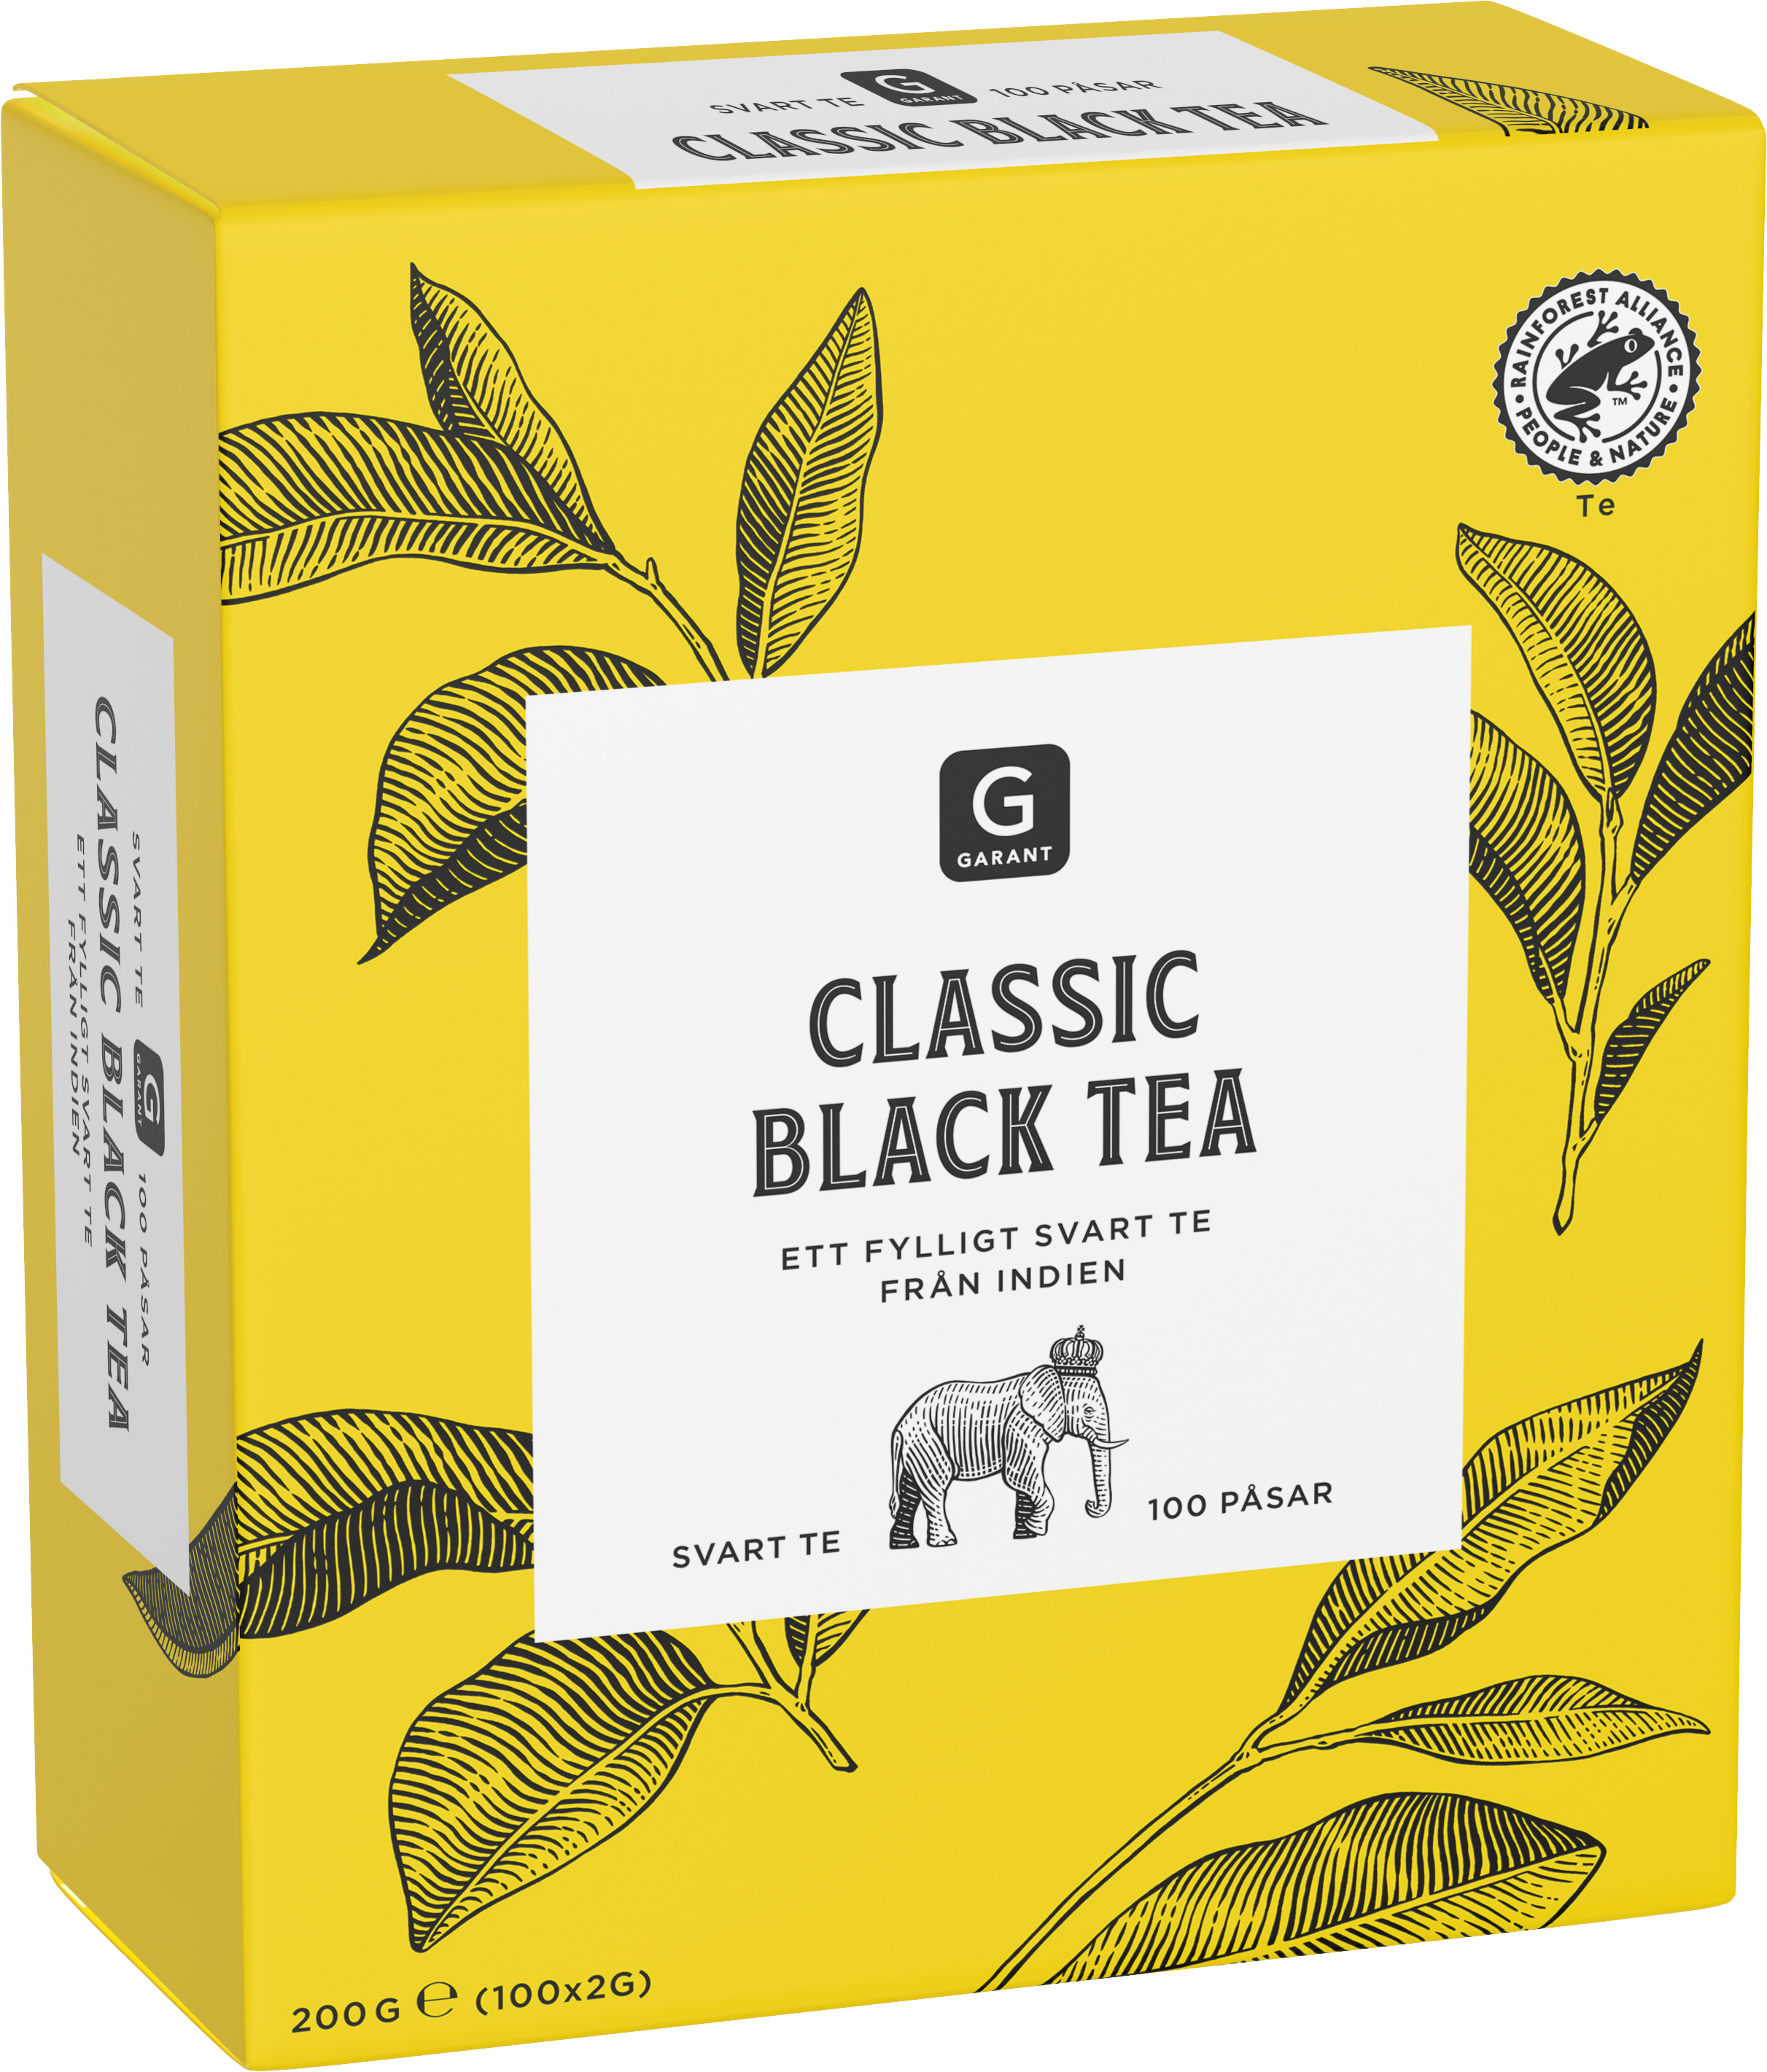 SVART TE G GARANT 100 PÅSAR
CLASSIC BLACK TEA
RAINFOREST ALLIANCE
• PEOPLE & NATURE •
TM
Te
G
GARANT
CLASSIC
BLACK TEA
ETT FYLLIGT SVART TE
FRÅN INDIEN
SVART TE
100 PÅSAR
200 G ℮ (100x2G)
SVART TE G GARANT 100 PÅSAR
CLASSIC BLACK TEA
ETT FYLLIGT SVART TE
FRÅN INDIEN